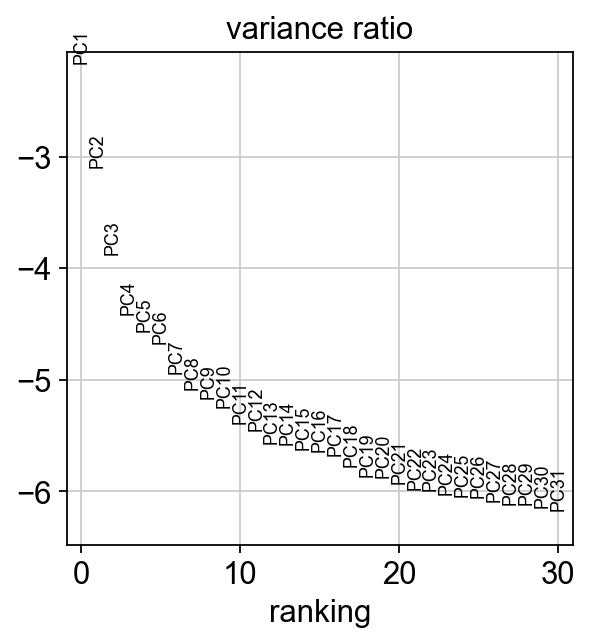 variance ratio
PC1
PC2
PC3
PC4
PC5
PC6
PC7
PC8
PC9
PC10
PC11
PC12
PC13
PC14
PC15
PC16
PC17
PC18
PC19
PC20
PC21
PC22
PC23
PC24
PC25
PC26
PC27
PC28
PC29
PC30
PC31
−3
−4
−5
−6
0 10 20 30
ranking